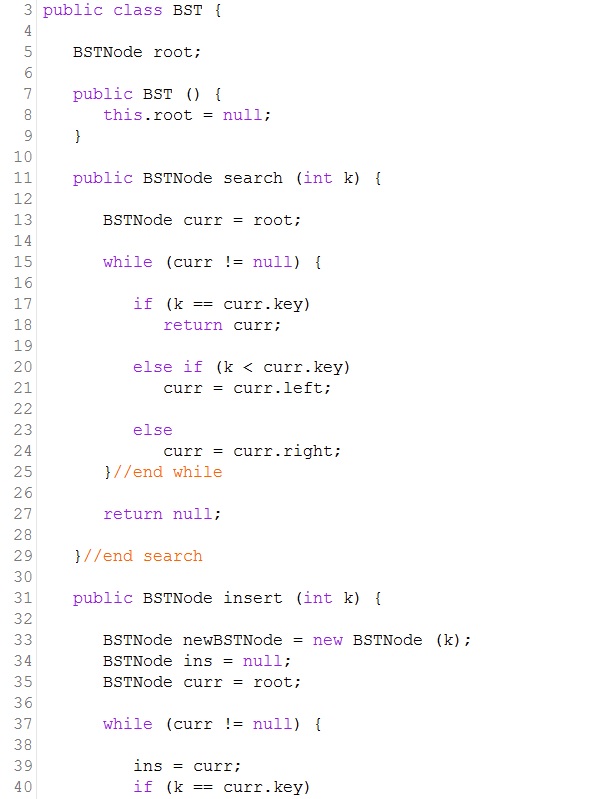 3 public class BST {
4
5 BSTNode root;
6
7 public BST () {
8 this.root = null;
9 }
10
11 public BSTNode search (int k) {
12
13 BSTNode curr = root;
14
15 while (curr != null) {
16
17 if (k == curr.key)
18 return curr;
19
20 else if (k < curr.key)
21 curr = curr.left;
22
23 else
24 curr = curr.right;
25 }//end while
26
27 return null;
28
29 }//end search
30
31 public BSTNode insert (int k) {
32
33 BSTNode newBSTNode = new BSTNode (k);
34 BSTNode ins = null;
35 BSTNode curr = root;
36
37 while (curr != null) {
38
39 ins = curr;
40 if (k == curr.key)